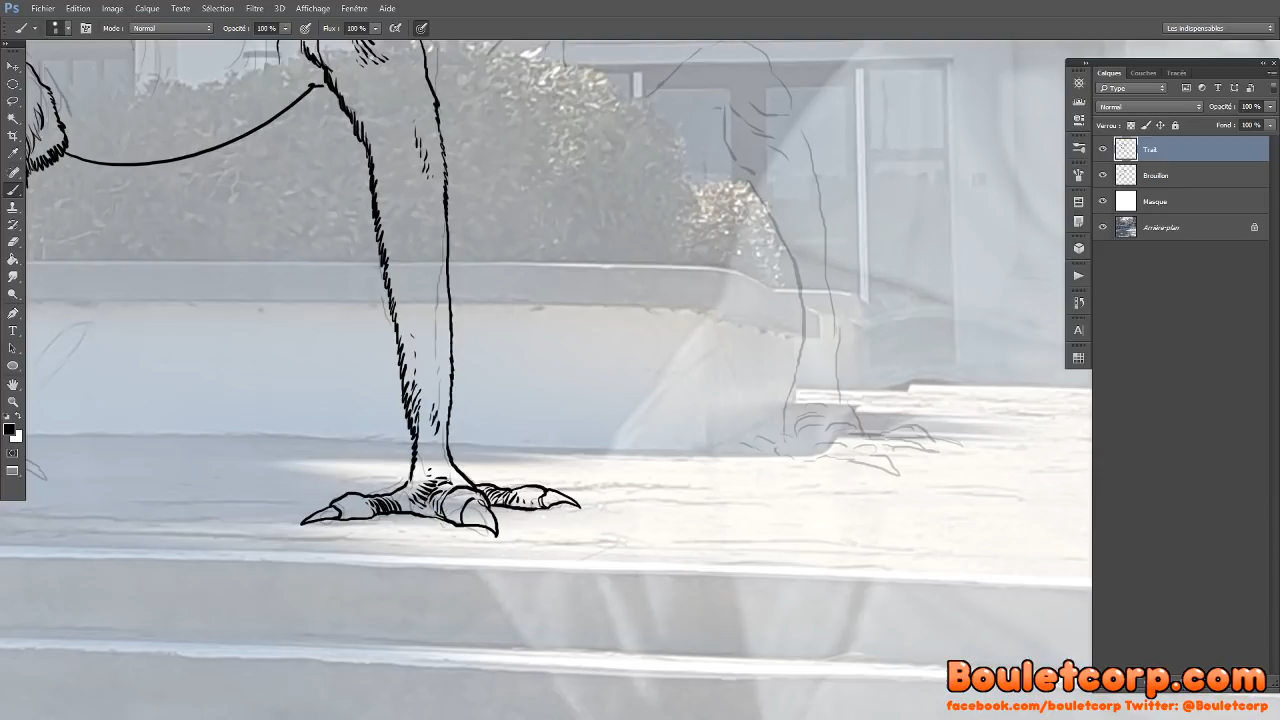 Ps Fichier Edition Image Calque Texte Sélection Filtre 3D Affichage Fenêtre Aide
Mode : Normal Opacité : 100 % Flux : 100 % Les indispensables
Calques Couches Tracés
Type
Normal Opacité : 100 %
Verrou : Fond : 100 %
Trait
Brouillon
Masque
Arrière-plan
Bouletcorp.com
facebook.com/bouletcorp Twitter: @Bouletcorp